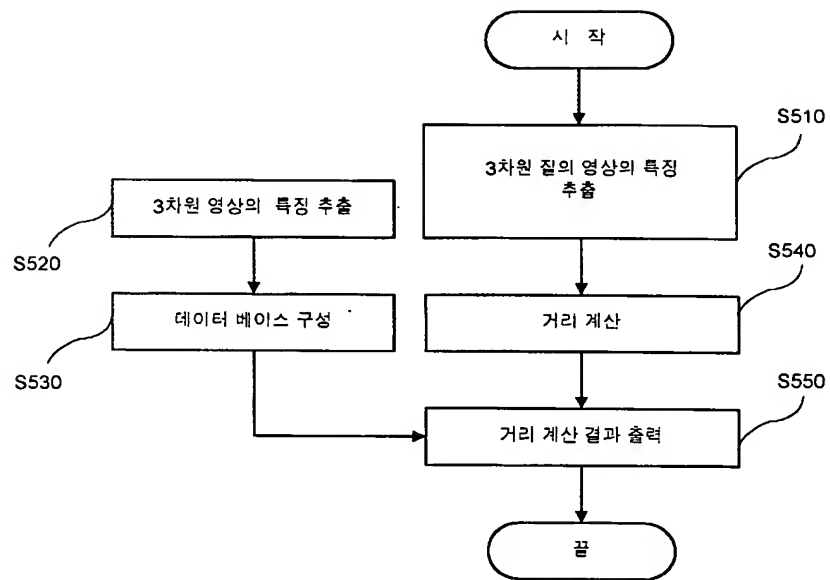 시 작
S510
3차원 질의 영상의 특징
추출
3차원 영상의 특징 추출
S520
S540
데이터 베이스 구성
거리 계산
S530
S550
거리 계산 결과 출력
끝